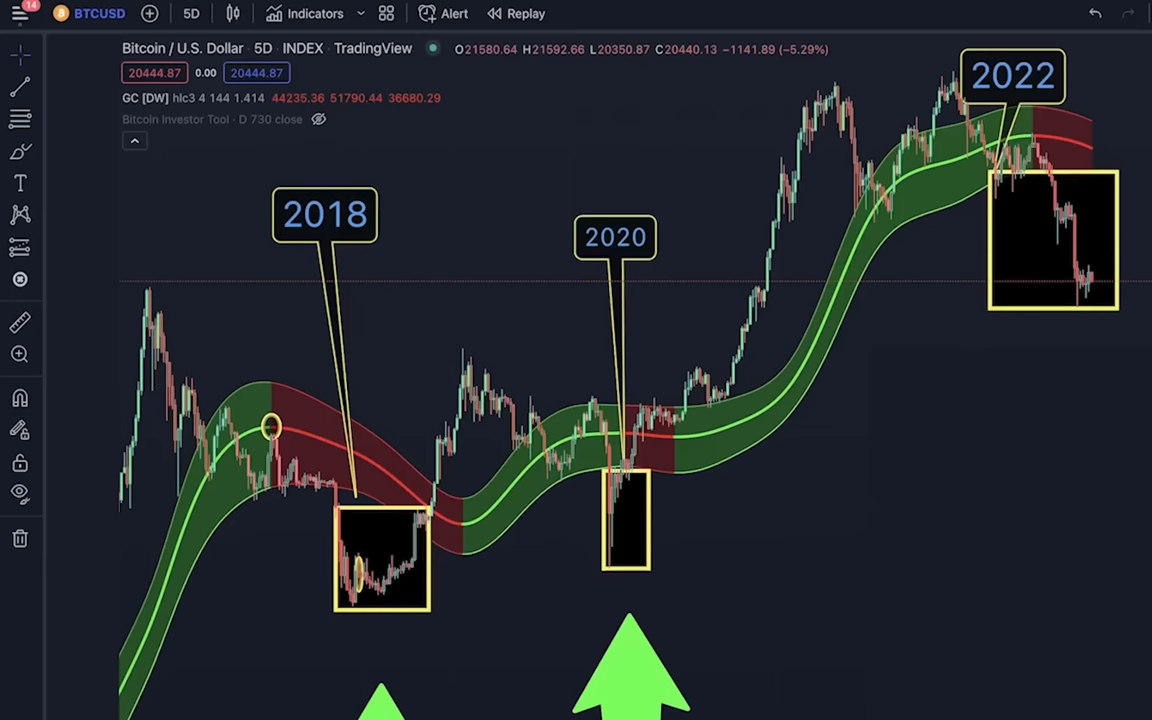 14
BTCUSD 5D Indicators Alert Replay
Bitcoin / U.S. Dollar · 5D · INDEX · TradingView O21580.64 H21592.66 L20350.87 C20440.13 −1141.89 (−5.29%)
20444.87 0.00 20444.87
GC [DW] hlc3 4 144 1.414 44235.36 51790.44 36680.29
Bitcoin Investor Tool · D 730 close
2022
2018
2020